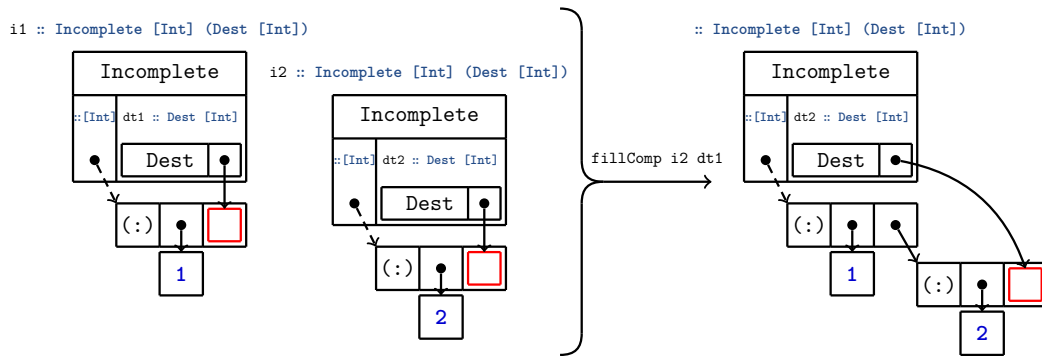 i1 :: Incomplete [Int] (Dest [Int])
Incomplete
::[Int] dt1 :: Dest [Int]
Dest
(:)
1
i2 :: Incomplete [Int] (Dest [Int])
Incomplete
::[Int] dt2 :: Dest [Int]
Dest
(:)
2
fillComp i2 dt1
:: Incomplete [Int] (Dest [Int])
Incomplete
::[Int] dt2 :: Dest [Int]
Dest
(:)
1
(:)
2